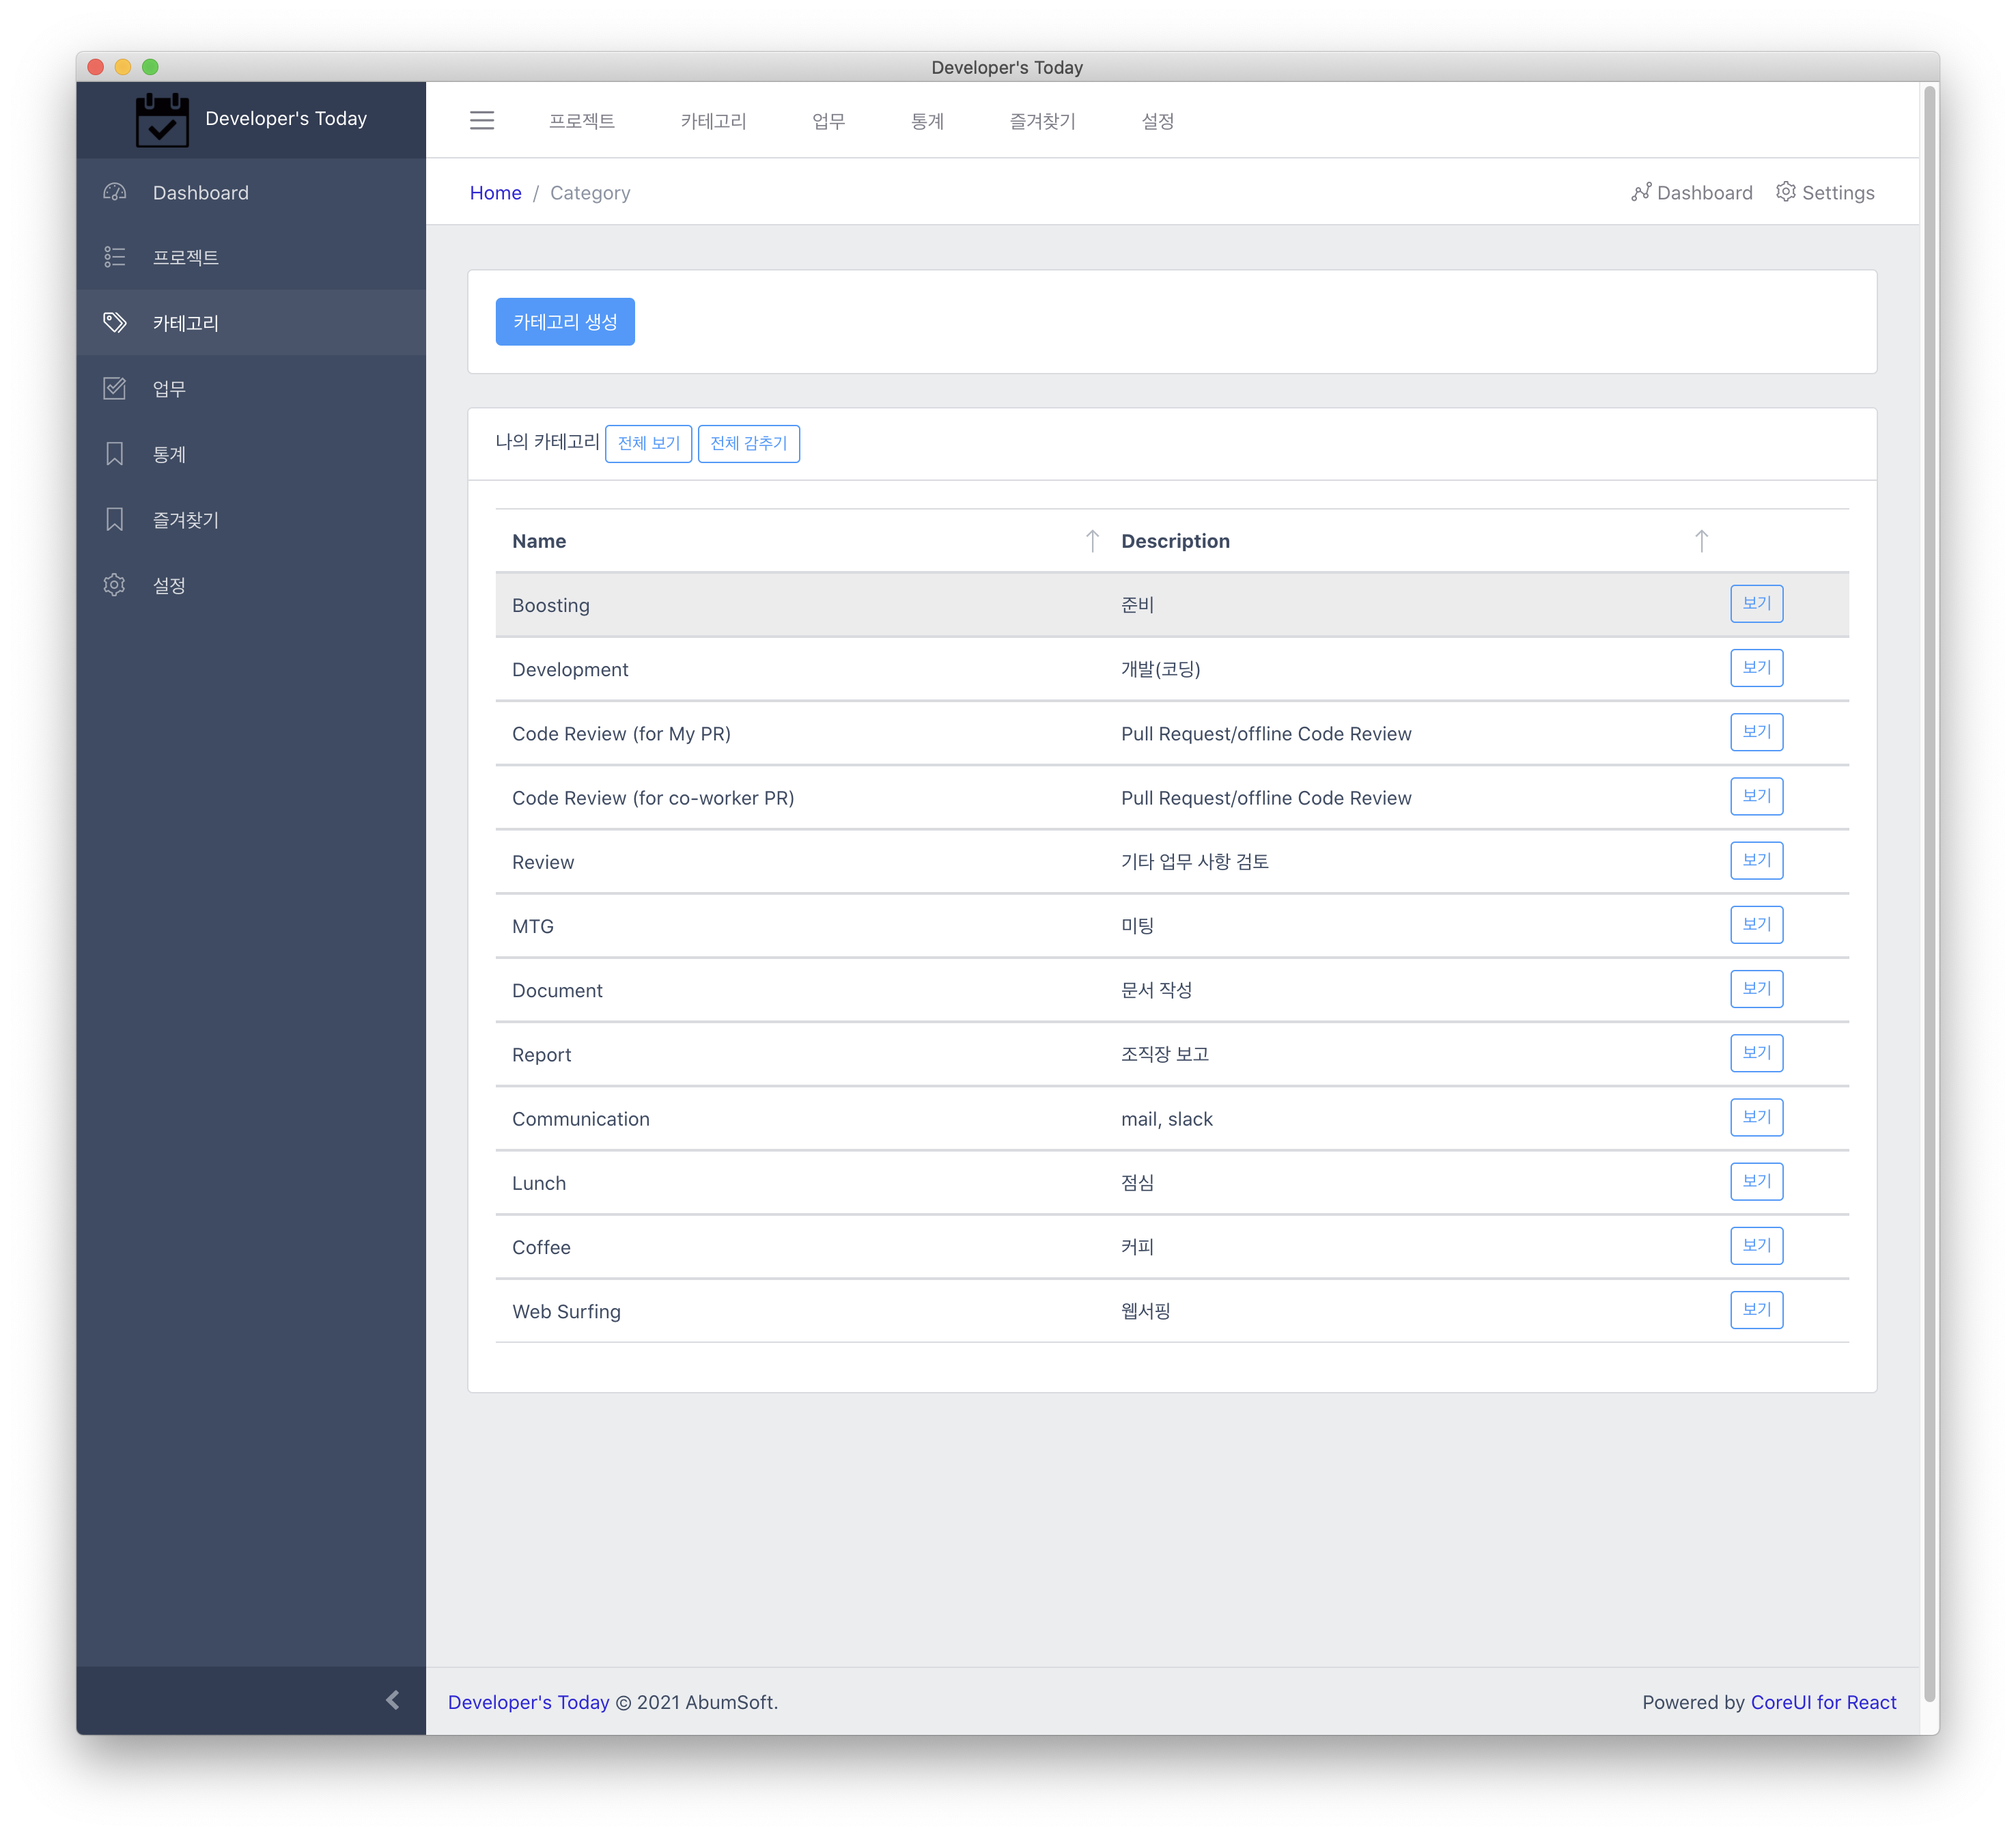 Developer's Today
Developer's Today
프로젝트 카테고리 업무 통계 즐겨찾기 설정
Home / Category
Dashboard Settings
Dashboard
프로젝트
카테고리
업무
통계
즐겨찾기
설정
카테고리 생성
나의 카테고리 전체 보기 전체 감추기
Name Description
Boosting 준비 보기
Development 개발(코딩) 보기
Code Review (for My PR) Pull Request/offline Code Review 보기
Code Review (for co-worker PR) Pull Request/offline Code Review 보기
Review 기타 업무 사항 검토 보기
MTG 미팅 보기
Document 문서 작성 보기
Report 조직장 보고 보기
Communication mail, slack 보기
Lunch 점심 보기
Coffee 커피 보기
Web Surfing 웹서핑 보기
Developer's Today © 2021 AbumSoft. Powered by CoreUI for React